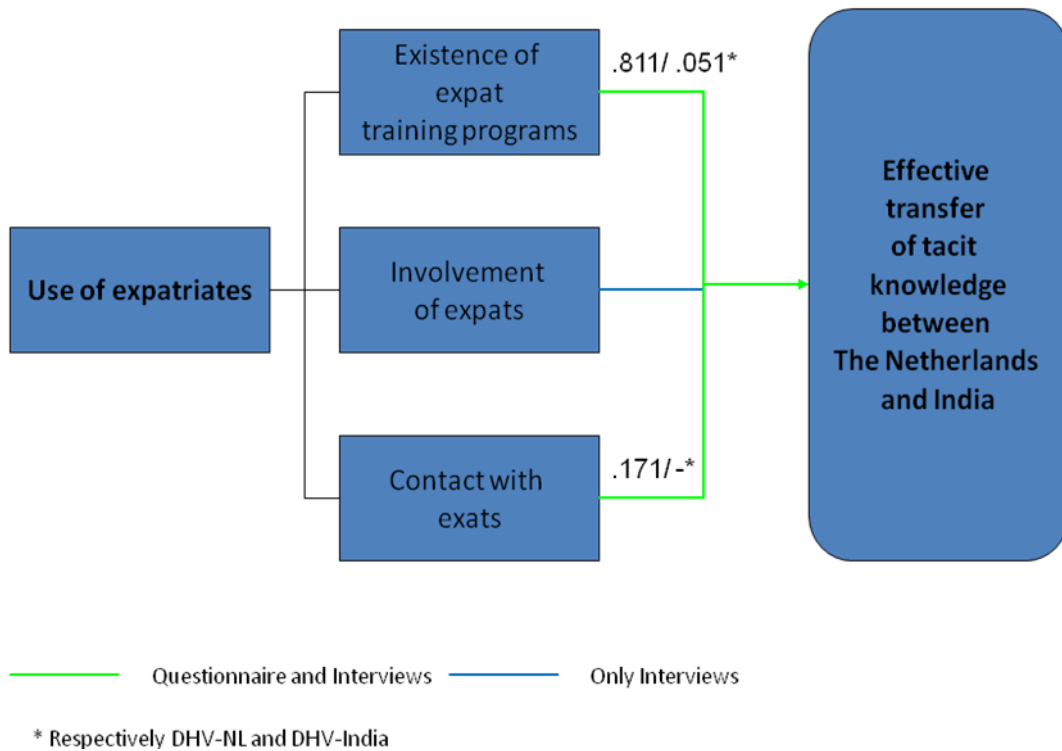 Existence of
expat
training programs
.811/ .051*
Use of expatriates
Involvement
of expats
Effective
transfer
of tacit
knowledge
between
The Netherlands
and India
Contact with
exats
.171/ -*
Questionnaire and Interviews
Only Interviews
* Respectively DHV-NL and DHV-India